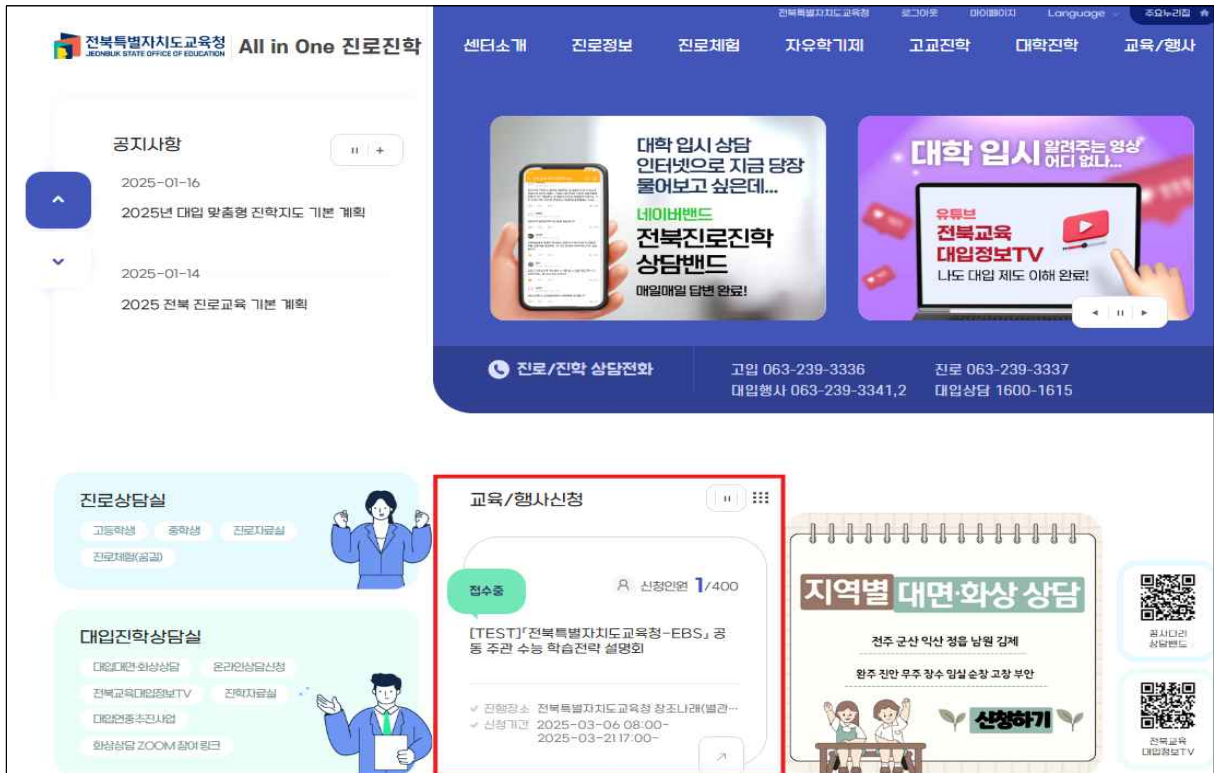 전북특별자치도교육청 로그아웃 마이페이지 Language 주요누리집
전북특별자치도교육청
JEONBUK STATE OFFICE OF EDUCATION
All in One 진로진학
센터소개 진로정보 진로체험 자유학기제 고교진학 대학진학 교육/행사
공지사항
2025-01-16
2025년 대입 맞춤형 진학지도 기본 계획
2025-01-14
2025 전북 진로교육 기본 계획
대학 입시 상담
인터넷으로 지금 당장
물어보고 싶은데...
네이버밴드
전북진로진학
상담밴드
매일매일 답변 완료!
대학 입시 알려주는 영상
어디 없나...
유튜브
전북교육
대입정보TV
나도 대입 제도 이해 완료!
진로/진학 상담전화
고입 063-239-3336 진로 063-239-3337
대입행사 063-239-3341,2 대입상담 1600-1615
진로상담실
고등학생 중학생 진로자료실
진로체험(꿈길)
대입진학상담실
대입대면·화상상담 온라인상담신청
전북교육대입정보TV 진학자료실
대입연중추진사업
화상상담 ZOOM 참여 링크
교육/행사신청
접수중
신청인원 1/400
[TEST]「전북특별자치도교육청-EBS」 공
동 주관 수능 학습전략 설명회
진행장소 전북특별자치도교육청 창조나래(별관…
신청기간 2025-03-06 08:00~
2025-03-21 17:00~
지역별 대면·화상 상담
전주 군산 익산 정읍 남원 김제
완주 진안 무주 장수 임실 순창 고창 부안
신청하기
꿈사다리
상담밴드
전북교육
대입정보TV